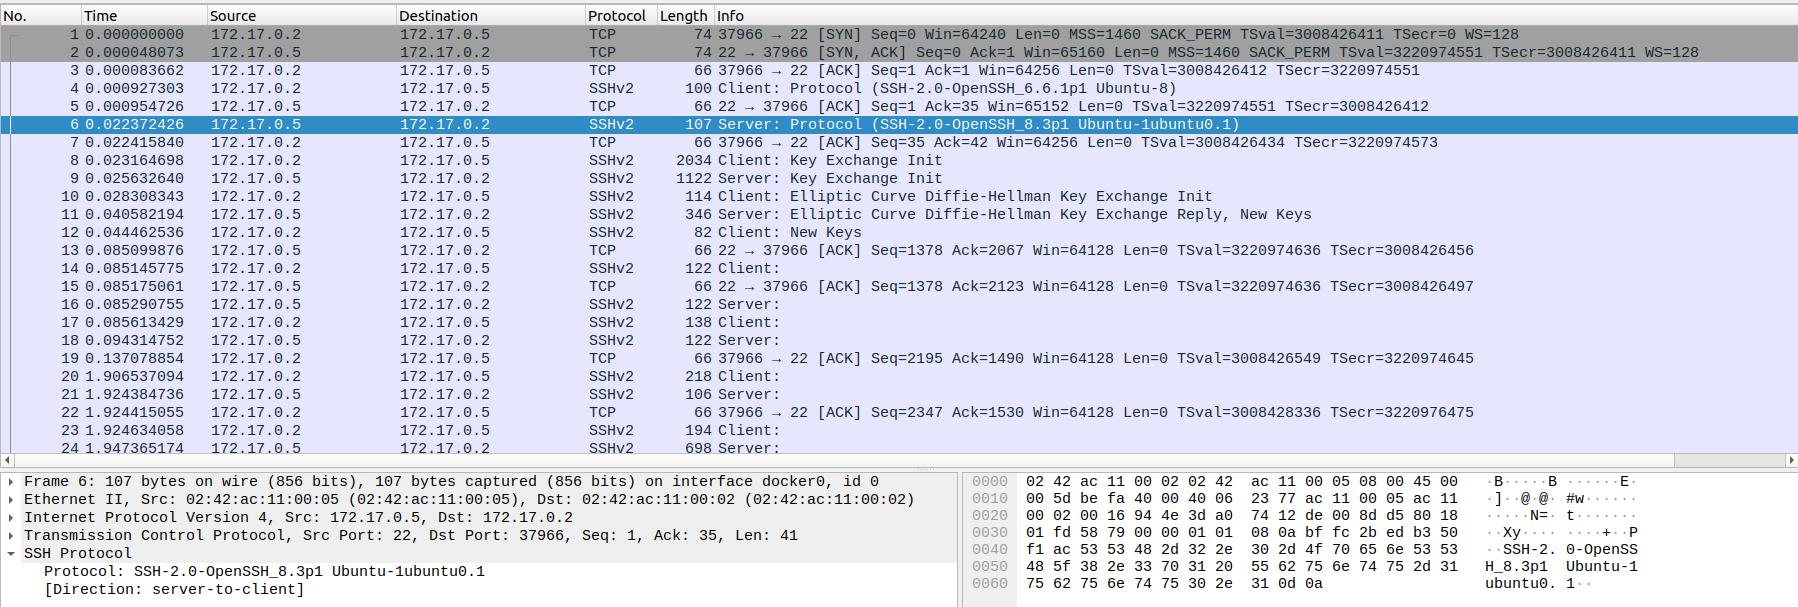 No. Time Source Destination Protocol Length Info
1 0.000000000 172.17.0.2 172.17.0.5 TCP 74 37966 → 22 [SYN] Seq=0 Win=64240 Len=0 MSS=1460 SACK_PERM TSval=3008426411 TSecr=0 WS=128
2 0.000048073 172.17.0.5 172.17.0.2 TCP 74 22 → 37966 [SYN, ACK] Seq=0 Ack=1 Win=65160 Len=0 MSS=1460 SACK_PERM TSval=3220974551 TSecr=3008426411 WS=128
3 0.000083662 172.17.0.2 172.17.0.5 TCP 66 37966 → 22 [ACK] Seq=1 Ack=1 Win=64256 Len=0 TSval=3008426412 TSecr=3220974551
4 0.000927303 172.17.0.2 172.17.0.5 SSHv2 100 Client: Protocol (SSH-2.0-OpenSSH_6.6.1p1 Ubuntu-8)
5 0.000954726 172.17.0.5 172.17.0.2 TCP 66 22 → 37966 [ACK] Seq=1 Ack=35 Win=65152 Len=0 TSval=3220974551 TSecr=3008426412
6 0.022372426 172.17.0.5 172.17.0.2 SSHv2 107 Server: Protocol (SSH-2.0-OpenSSH_8.3p1 Ubuntu-1ubuntu0.1)
7 0.022415840 172.17.0.2 172.17.0.5 TCP 66 37966 → 22 [ACK] Seq=35 Ack=42 Win=64256 Len=0 TSval=3008426434 TSecr=3220974573
8 0.023164698 172.17.0.2 172.17.0.5 SSHv2 2034 Client: Key Exchange Init
9 0.025632640 172.17.0.5 172.17.0.2 SSHv2 1122 Server: Key Exchange Init
10 0.028308343 172.17.0.2 172.17.0.5 SSHv2 114 Client: Elliptic Curve Diffie-Hellman Key Exchange Init
11 0.040582194 172.17.0.5 172.17.0.2 SSHv2 346 Server: Elliptic Curve Diffie-Hellman Key Exchange Reply, New Keys
12 0.044462536 172.17.0.2 172.17.0.5 SSHv2 82 Client: New Keys
13 0.085099876 172.17.0.5 172.17.0.2 TCP 66 22 → 37966 [ACK] Seq=1378 Ack=2067 Win=64128 Len=0 TSval=3220974636 TSecr=3008426456
14 0.085145775 172.17.0.2 172.17.0.5 SSHv2 122 Client:
15 0.085175061 172.17.0.5 172.17.0.2 TCP 66 22 → 37966 [ACK] Seq=1378 Ack=2123 Win=64128 Len=0 TSval=3220974636 TSecr=3008426497
16 0.085290755 172.17.0.5 172.17.0.2 SSHv2 122 Server:
17 0.085613429 172.17.0.2 172.17.0.5 SSHv2 138 Client:
18 0.094314752 172.17.0.5 172.17.0.2 SSHv2 122 Server:
19 0.137078854 172.17.0.2 172.17.0.5 TCP 66 37966 → 22 [ACK] Seq=2195 Ack=1490 Win=64128 Len=0 TSval=3008426549 TSecr=3220974645
20 1.906537094 172.17.0.2 172.17.0.5 SSHv2 218 Client:
21 1.924384736 172.17.0.5 172.17.0.2 SSHv2 106 Server:
22 1.924415055 172.17.0.2 172.17.0.5 TCP 66 37966 → 22 [ACK] Seq=2347 Ack=1530 Win=64128 Len=0 TSval=3008428336 TSecr=3220976475
23 1.924634058 172.17.0.2 172.17.0.5 SSHv2 194 Client:
24 1.947365174 172.17.0.5 172.17.0.2 SSHv2 698 Server:
Frame 6: 107 bytes on wire (856 bits), 107 bytes captured (856 bits) on interface docker0, id 0
Ethernet II, Src: 02:42:ac:11:00:05 (02:42:ac:11:00:05), Dst: 02:42:ac:11:00:02 (02:42:ac:11:00:02)
Internet Protocol Version 4, Src: 172.17.0.5, Dst: 172.17.0.2
Transmission Control Protocol, Src Port: 22, Dst Port: 37966, Seq: 1, Ack: 35, Len: 41
SSH Protocol
Protocol: SSH-2.0-OpenSSH_8.3p1 Ubuntu-1ubuntu0.1
[Direction: server-to-client]
0000 02 42 ac 11 00 02 02 42 ac 11 00 05 08 00 45 00 ·B·····B ······E·
0010 00 5d be fa 40 00 40 06 23 77 ac 11 00 05 ac 11 ·]··@·@· #w······
0020 00 02 00 16 94 4e 3d a0 74 12 de 00 8d d5 80 18 ·····N=· t·······
0030 01 fd 58 79 00 00 01 01 08 0a bf fc 2b ed b3 50 ··Xy···· ····+··P
0040 f1 ac 53 53 48 2d 32 2e 30 2d 4f 70 65 6e 53 53 ··SSH-2. 0-OpenSS
0050 48 5f 38 2e 33 70 31 20 55 62 75 6e 74 75 2d 31 H_8.3p1 Ubuntu-1
0060 75 62 75 6e 74 75 30 2e 31 0d 0a ubuntu0. 1··